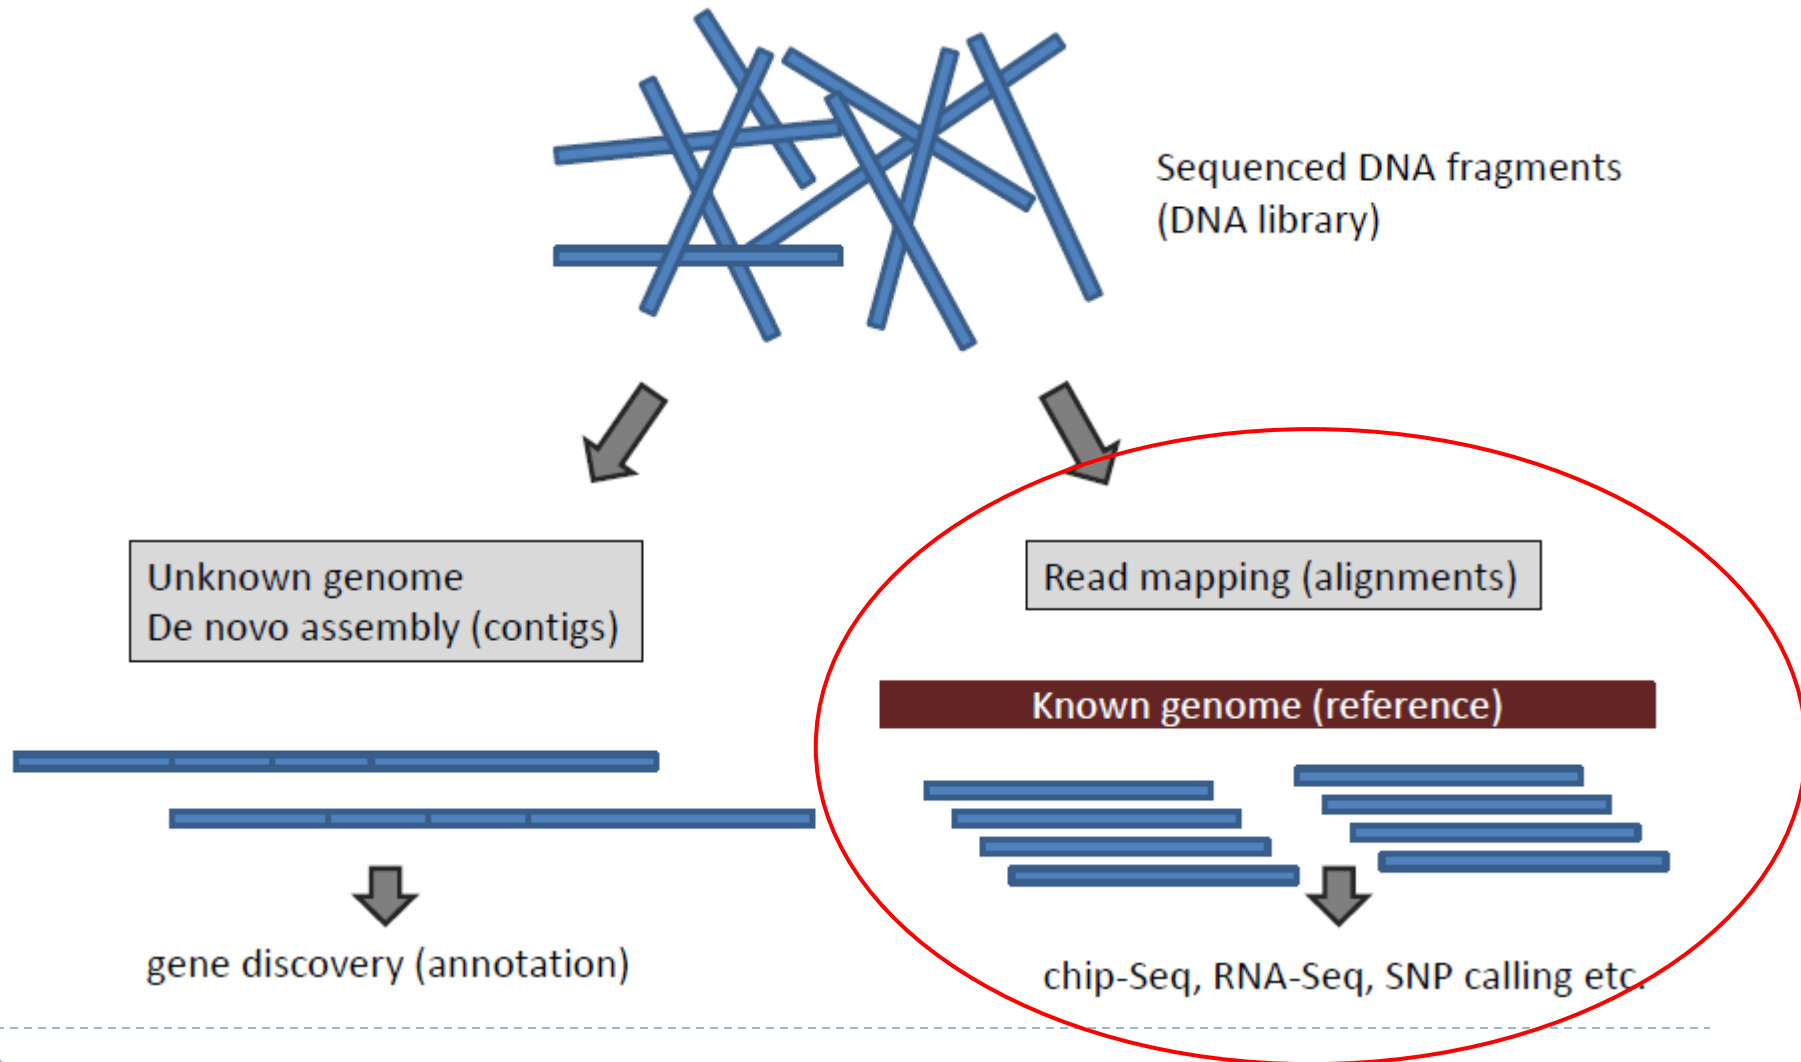 Sequenced DNA fragments
(DNA library)
Unknown genome
De novo assembly (contigs)
Read mapping (alignments)
Known genome (reference)
gene discovery (annotation)
chip-Seq, RNA-Seq, SNP calling etc.